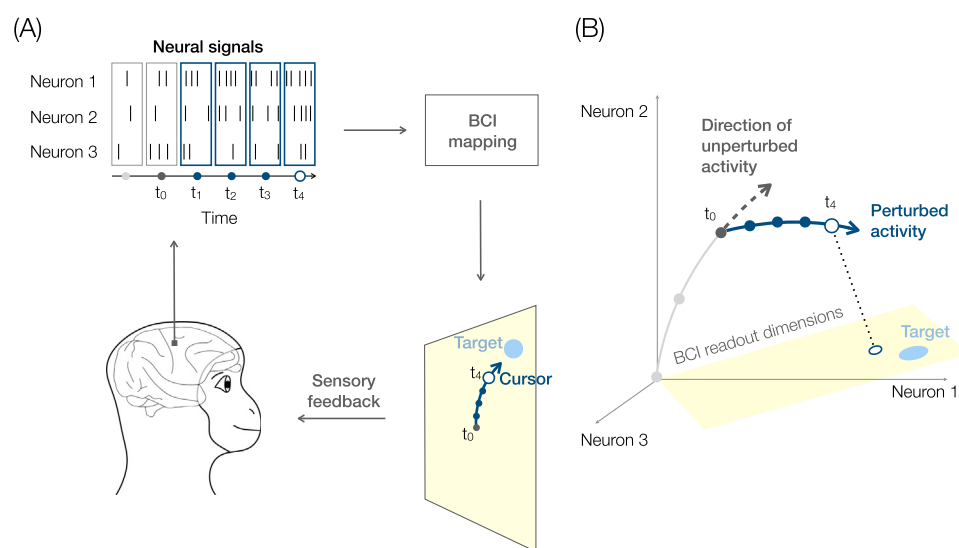 (A)
Neural signals
Neuron 1
Neuron 2
Neuron 3
t0 t1 t2 t3 t4
Time
BCI
mapping
Target
t4
Cursor
t0
Sensory
feedback
(B)
Neuron 2
Direction of
unperturbed
activity
t0
t4
Perturbed
activity
BCI readout dimensions
Target
Neuron 1
Neuron 3